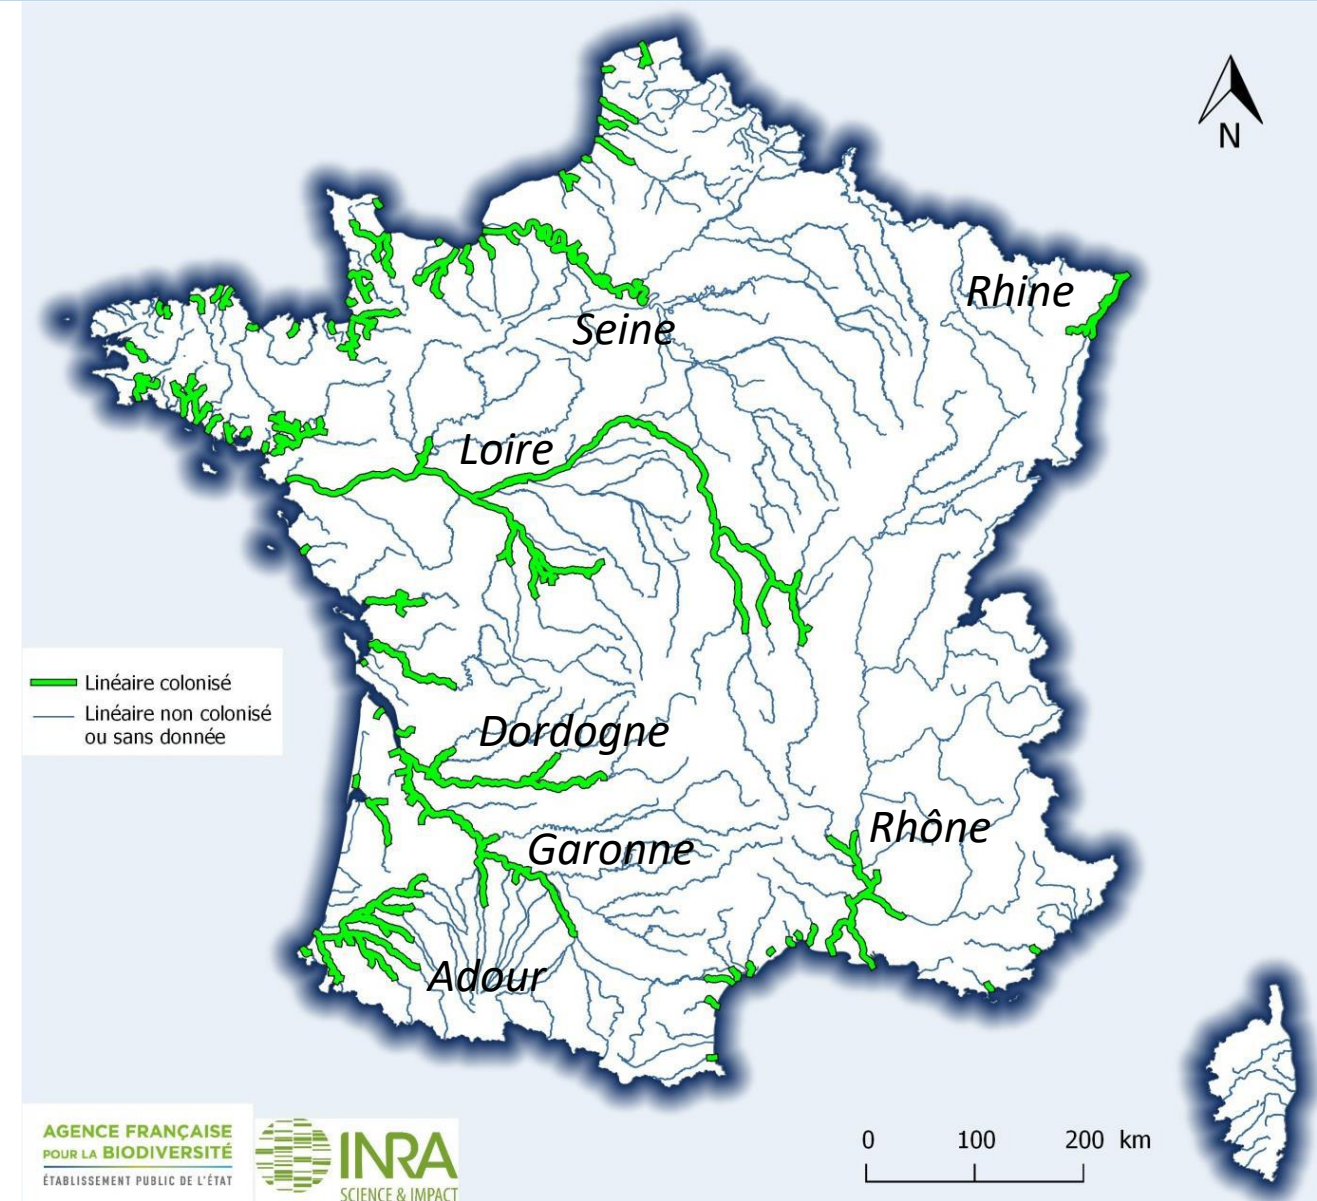 N
Rhine
Seine
Loire
Linéaire colonisé
Linéaire non colonisé
ou sans donnée
Dordogne
Rhône
Garonne
Adour
AGENCE FRANÇAISE
POUR LA BIODIVERSITÉ
ÉTABLISSEMENT PUBLIC DE L'ÉTAT
INRA
SCIENCE & IMPACT
0 100 200 km